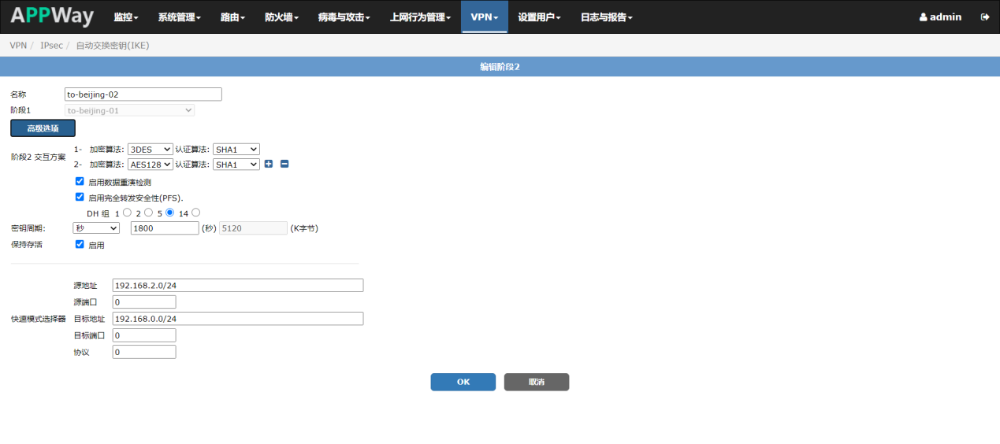 APPWay 监控 系统管理 路由 防火墙 病毒与攻击 上网行为管理 VPN 设置用户 日志与报告 admin
VPN / IPsec / 自动交换密钥(IKE)
编辑阶段2
名称 to-beijing-02
阶段1 to-beijing-01
高级选项
阶段2 交互方案
1- 加密算法: 3DES 认证算法: SHA1
2- 加密算法: AES128 认证算法: SHA1
启用数据重演检测
启用完全转发安全性(PFS).
DH 组 1 2 5 14
密钥周期: 秒 1800 (秒) 5120 (K字节)
保持存活 启用
源地址 192.168.2.0/24
源端口 0
快速模式选择器 目标地址 192.168.0.0/24
目标端口 0
协议 0
OK 取消